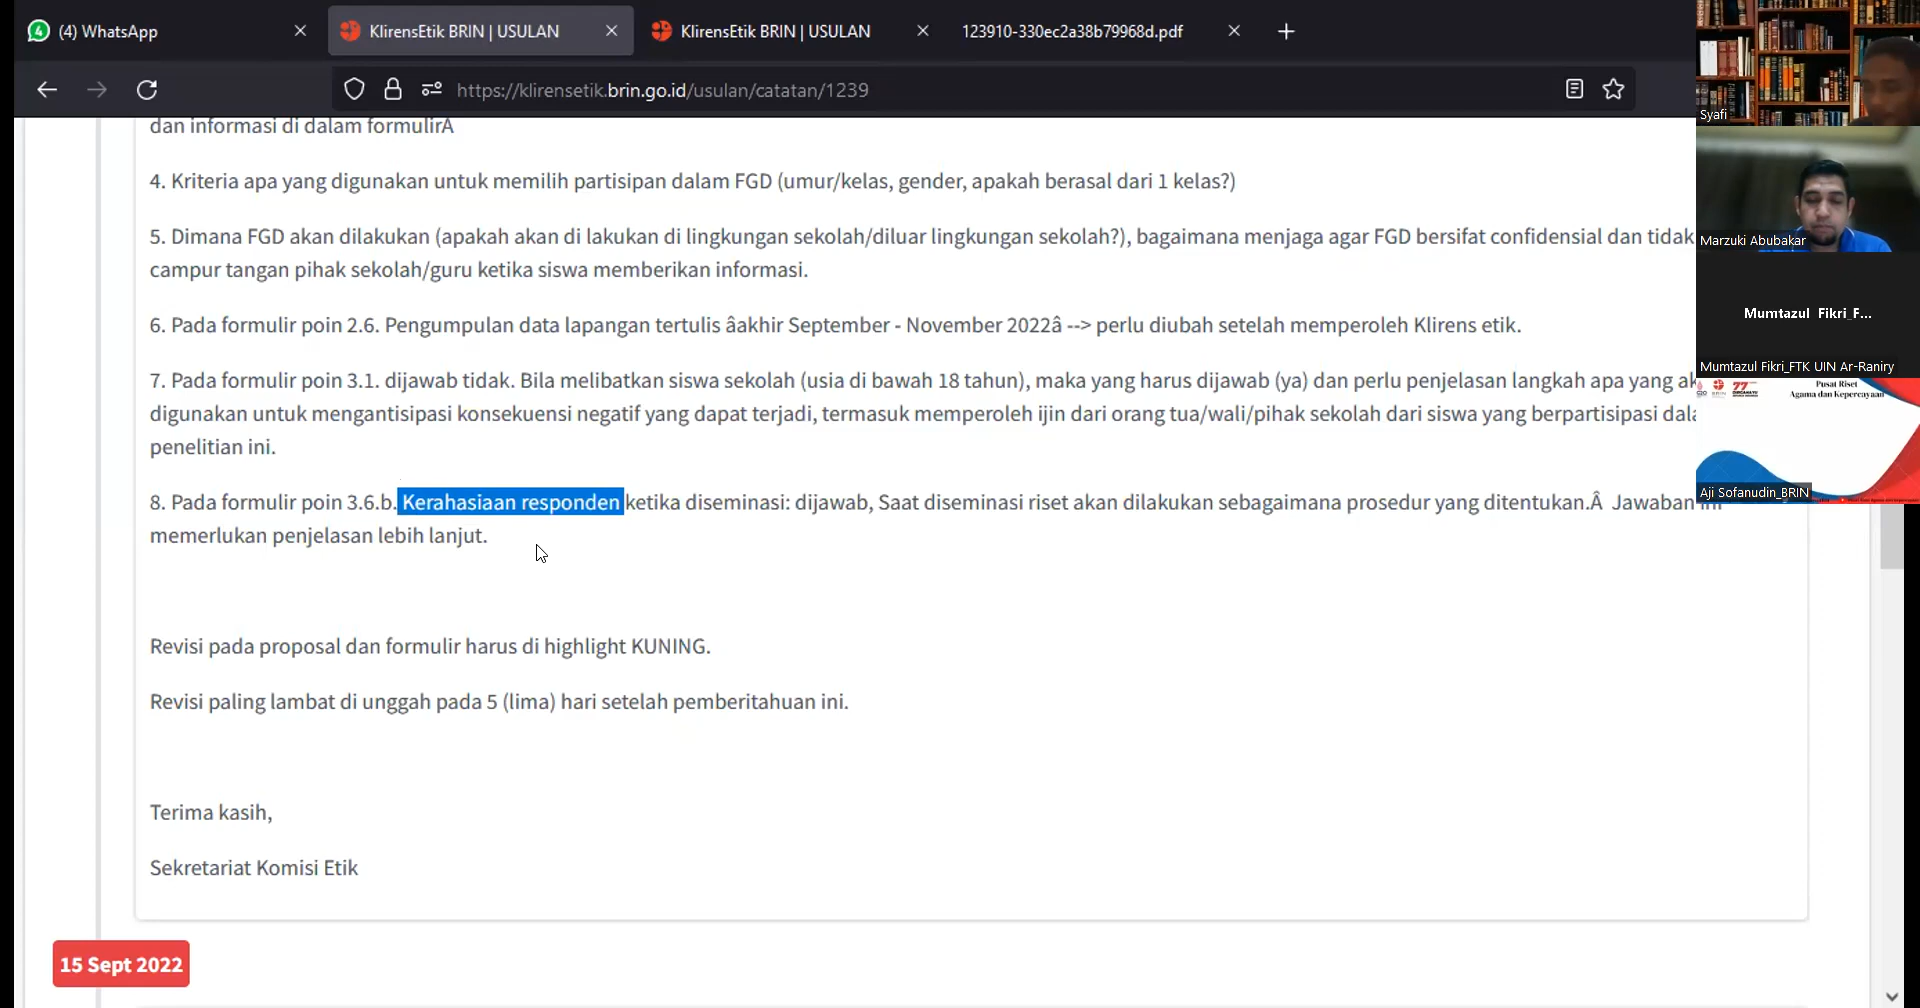 (4) WhatsApp
KlirensEtik BRIN | USULAN
KlirensEtik BRIN | USULAN
123910-330ec2a38b79968d.pdf
https://klirensetik.brin.go.id/usulan/catatan/1239
dan informasi di dalam formulirÂ
4. Kriteria apa yang digunakan untuk memilih partisipan dalam FGD (umur/kelas, gender, apakah berasal dari 1 kelas?)
5. Dimana FGD akan dilakukan (apakah akan di lakukan di lingkungan sekolah/diluar lingkungan sekolah?), bagaimana menjaga agar FGD bersifat confidensial dan tidak
campur tangan pihak sekolah/guru ketika siswa memberikan informasi.
6. Pada formulir poin 2.6. Pengumpulan data lapangan tertulis âakhir September - November 2022â --> perlu diubah setelah memperoleh Klirens etik.
7. Pada formulir poin 3.1. dijawab tidak. Bila melibatkan siswa sekolah (usia di bawah 18 tahun), maka yang harus dijawab (ya) dan perlu penjelasan langkah apa yang ak
digunakan untuk mengantisipasi konsekuensi negatif yang dapat terjadi, termasuk memperoleh ijin dari orang tua/wali/pihak sekolah dari siswa yang berpartisipasi dala
penelitian ini.
8. Pada formulir poin 3.6.b. Kerahasiaan responden ketika diseminasi: dijawab, Saat diseminasi riset akan dilakukan sebagaimana prosedur yang ditentukan.Â Jawaban ini
memerlukan penjelasan lebih lanjut.
Revisi pada proposal dan formulir harus di highlight KUNING.
Revisi paling lambat di unggah pada 5 (lima) hari setelah pemberitahuan ini.
Terima kasih,
Sekretariat Komisi Etik
15 Sept 2022
Syafi
Marzuki Abubakar
Mumtazul Fikri_F...
Mumtazul Fikri_FTK UIN Ar-Raniry
77
Pusat Riset
Agama dan Kepercayaan
Aji Sofanudin_BRIN